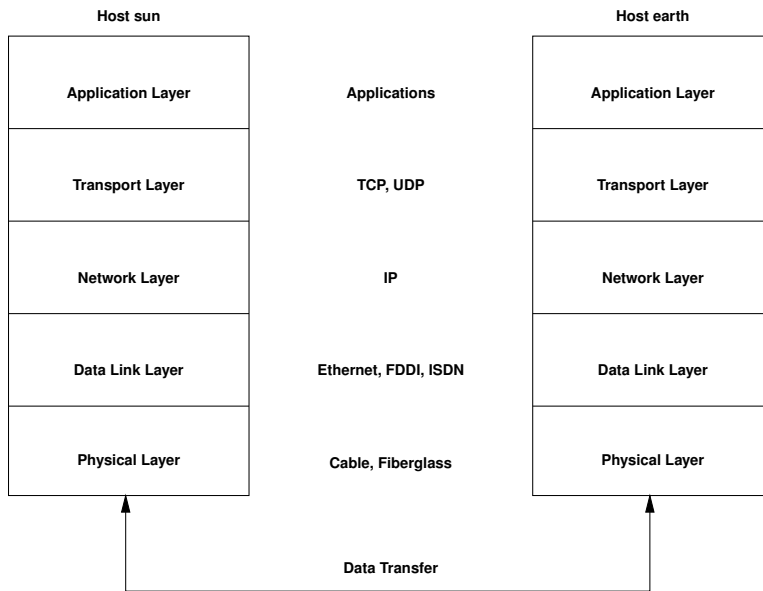 Host sun Host earth
Application Layer Applications Application Layer
Transport Layer TCP, UDP Transport Layer
Network Layer IP Network Layer
Data Link Layer Ethernet, FDDI, ISDN Data Link Layer
Physical Layer Cable, Fiberglass Physical Layer
Data Transfer